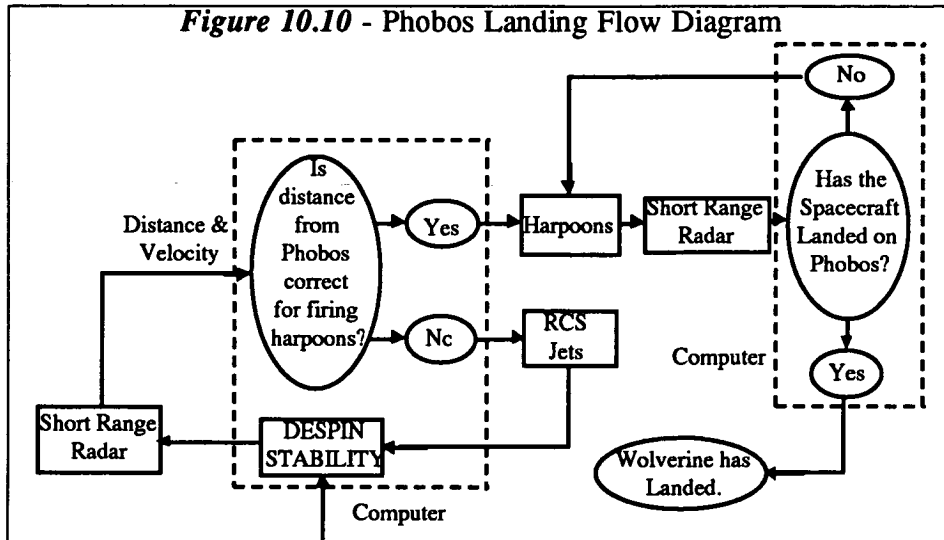 Figure 10.10 - Phobos Landing Flow Diagram
No
Is
distance
from
Phobos
correct
for firing
harpoons?
Distance &
Velocity
Yes
Harpoons
Short Range
Radar
Has the
Spacecraft
Landed on
Phobos?
Nc
RCS
Jets
Computer
Yes
Short Range
Radar
DESPIN
STABILITY
Wolverine has
Landed.
Computer